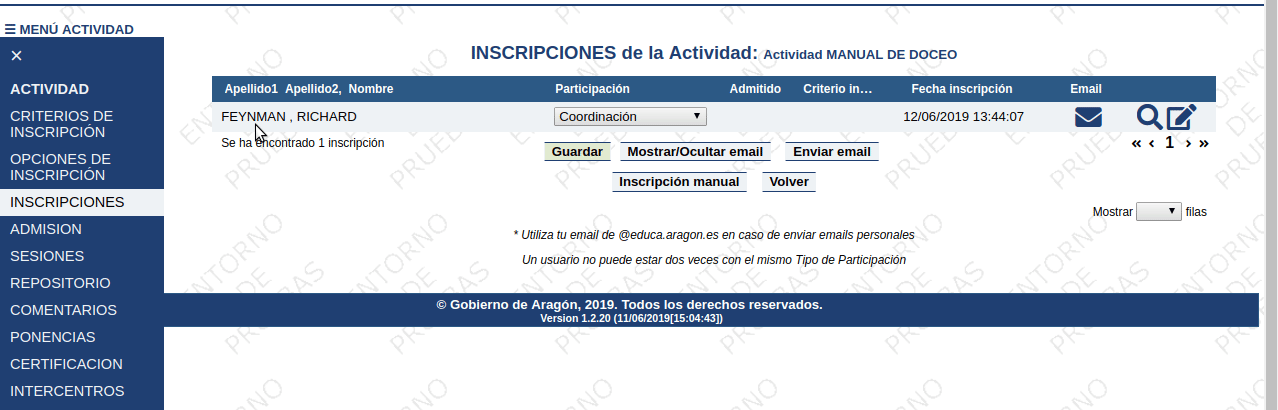 ☰ MENÚ ACTIVIDAD
×
ACTIVIDAD
CRITERIOS DE
INSCRIPCIÓN
OPCIONES DE
INSCRIPCIÓN
INSCRIPCIONES
ADMISION
SESIONES
REPOSITORIO
COMENTARIOS
PONENCIAS
CERTIFICACION
INTERCENTROS
INSCRIPCIONES de la Actividad: Actividad MANUAL DE DOCEO
Apellido1 Apellido2, Nombre Participación Admitido Criterio in... Fecha inscripción Email
FEYNMAN , RICHARD Coordinación 12/06/2019 13:44:07
Se ha encontrado 1 inscripción
« ‹ 1 › »
Guardar Mostrar/Ocultar email Enviar email
Inscripción manual Volver
Mostrar filas
* Utiliza tu email de @educa.aragon.es en caso de enviar emails personales
Un usuario no puede estar dos veces con el mismo Tipo de Participación
© Gobierno de Aragón, 2019. Todos los derechos reservados.
Version 1.2.20 (11/06/2019[15:04:43])
ENTORNO
DE
PRUEBAS